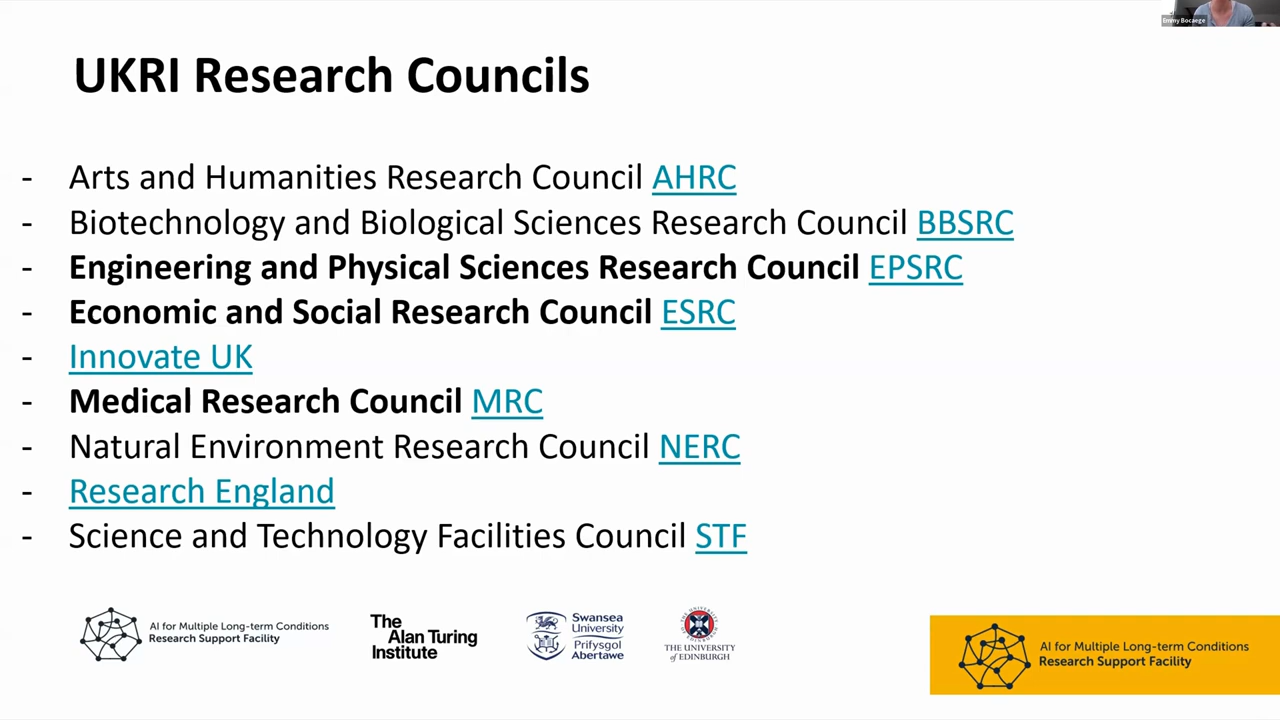 Emmy Bocaege
UKRI Research Councils
- Arts and Humanities Research Council AHRC
- Biotechnology and Biological Sciences Research Council BBSRC
- Engineering and Physical Sciences Research Council EPSRC
- Economic and Social Research Council ESRC
- Innovate UK
- Medical Research Council MRC
- Natural Environment Research Council NERC
- Research England
- Science and Technology Facilities Council STF
AI for Multiple Long-term Conditions
Research Support Facility
The
Alan Turing
Institute
Swansea
University
Prifysgol
Abertawe
THE UNIVERSITY
of EDINBURGH
AI for Multiple Long-term Conditions
Research Support Facility